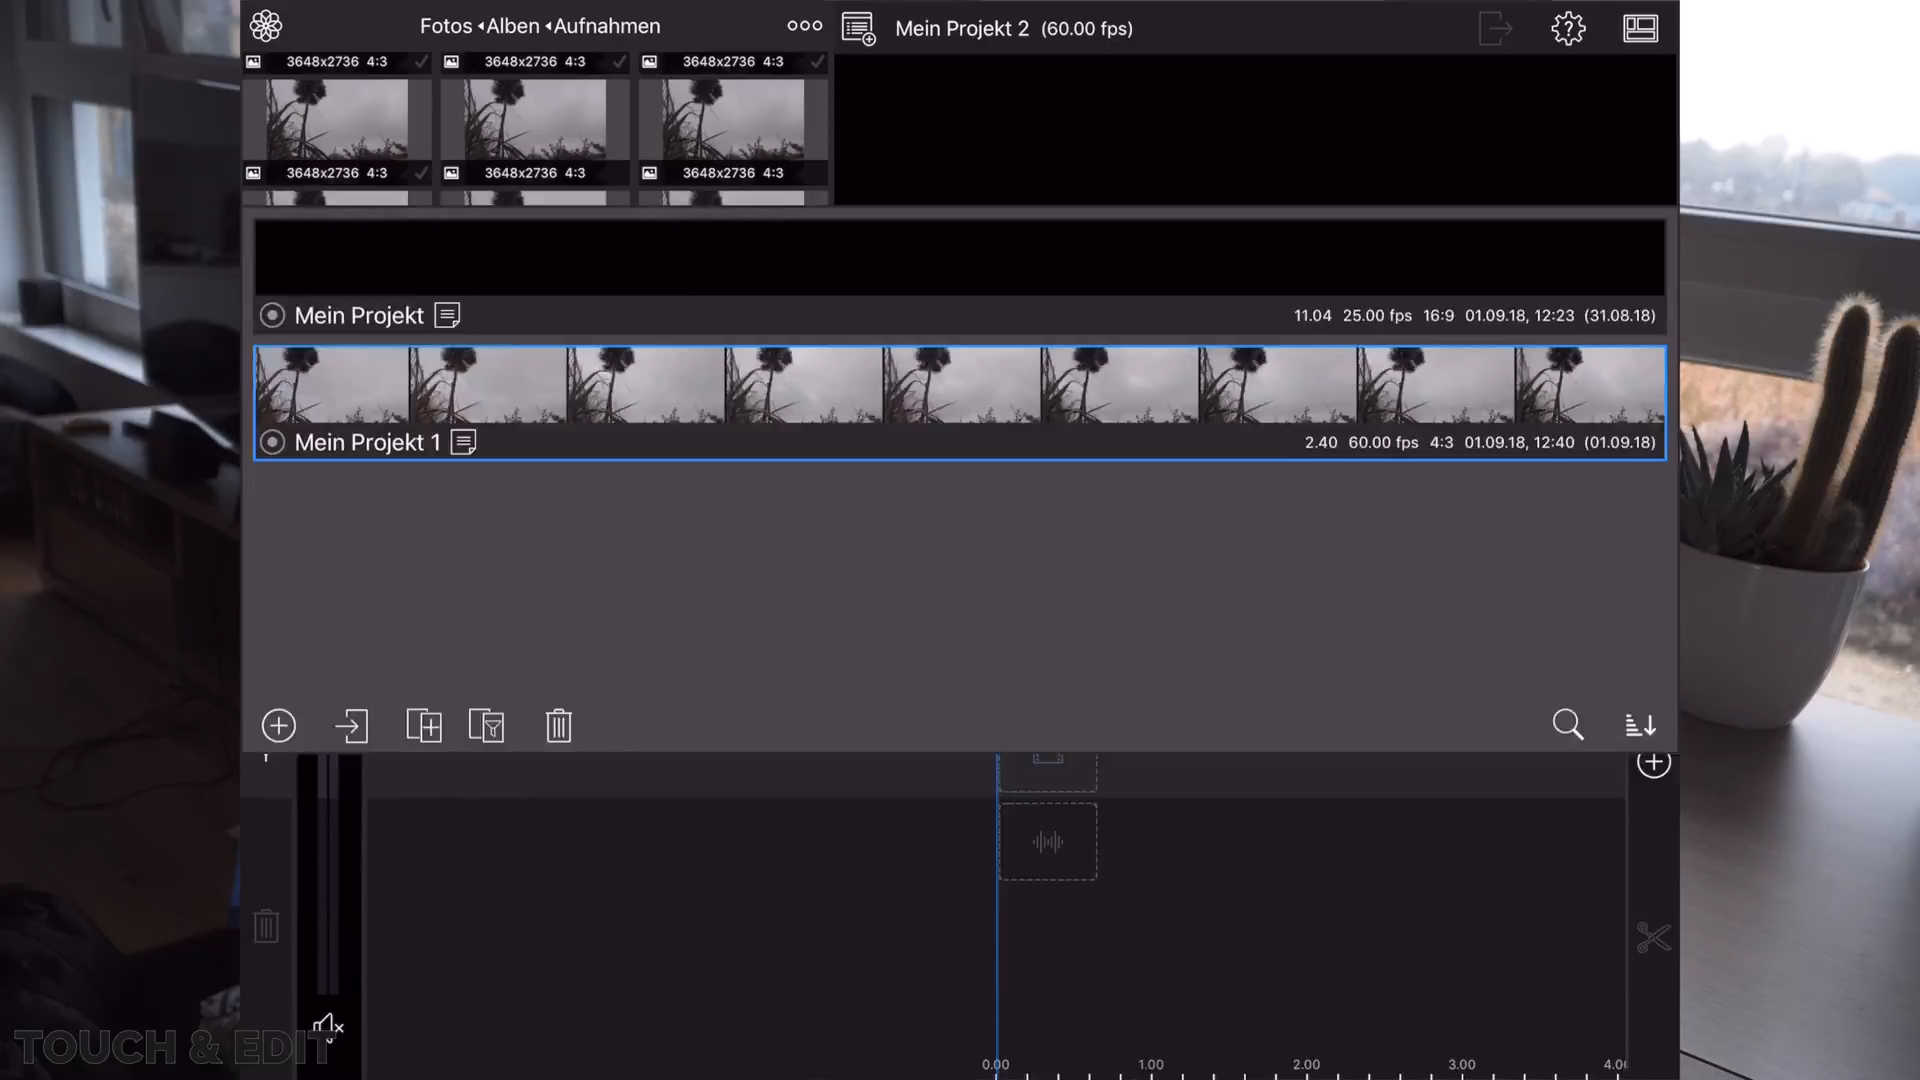 Fotos ◂Alben ◂Aufnahmen
Mein Projekt 2 (60.00 fps)
3648x2736 4:3
3648x2736 4:3
3648x2736 4:3
3648x2736 4:3
3648x2736 4:3
3648x2736 4:3
Mein Projekt
11.04 25.00 fps 16:9 01.09.18, 12:23 (31.08.18)
Mein Projekt 1
2.40 60.00 fps 4:3 01.09.18, 12:40 (01.09.18)
TOUCH & EDIT
0.00 1.00 2.00 3.00